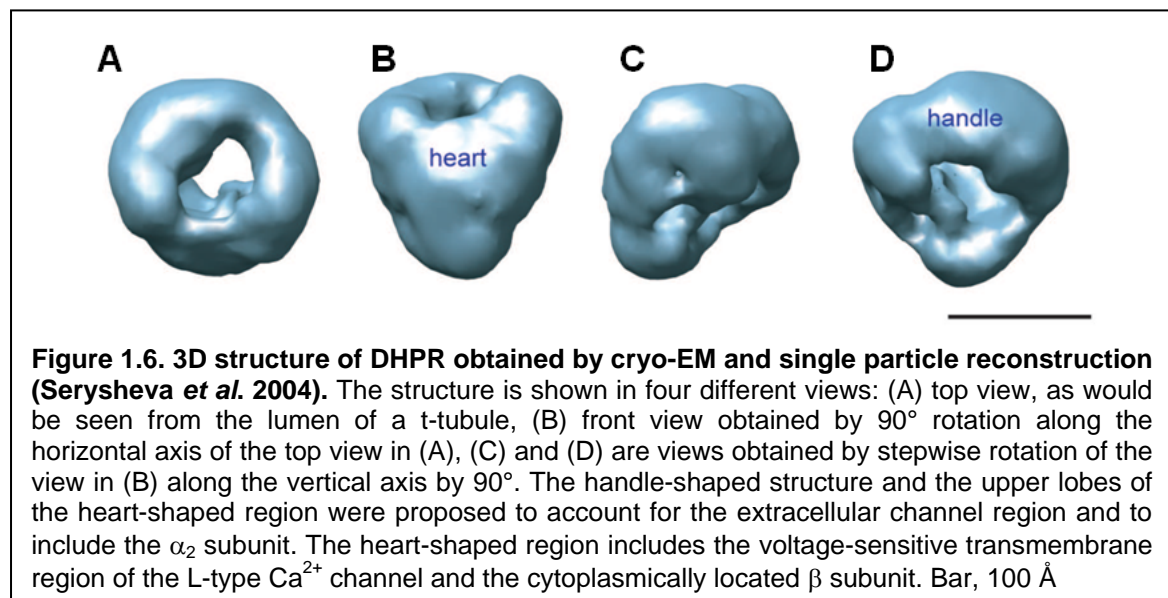 A B C D
heart handle
Figure 1.6. 3D structure of DHPR obtained by cryo-EM and single particle reconstruction
(Serysheva et al. 2004). The structure is shown in four different views: (A) top view, as would
be seen from the lumen of a t-tubule, (B) front view obtained by 90° rotation along the
horizontal axis of the top view in (A), (C) and (D) are views obtained by stepwise rotation of the
view in (B) along the vertical axis by 90°. The handle-shaped structure and the upper lobes of
the heart-shaped region were proposed to account for the extracellular channel region and to
include the α₂ subunit. The heart-shaped region includes the voltage-sensitive transmembrane
region of the L-type Ca²⁺ channel and the cytoplasmically located β subunit. Bar, 100 Å